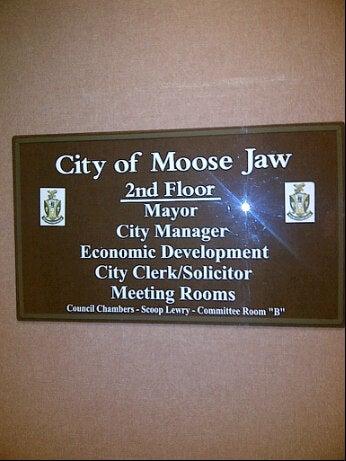 City of Moose Jaw
2nd Floor
Mayor
City Manager
Economic Development
City Clerk/Solicitor
Meeting Rooms
Council Chambers - Scoop Lewry - Committee Room "B"